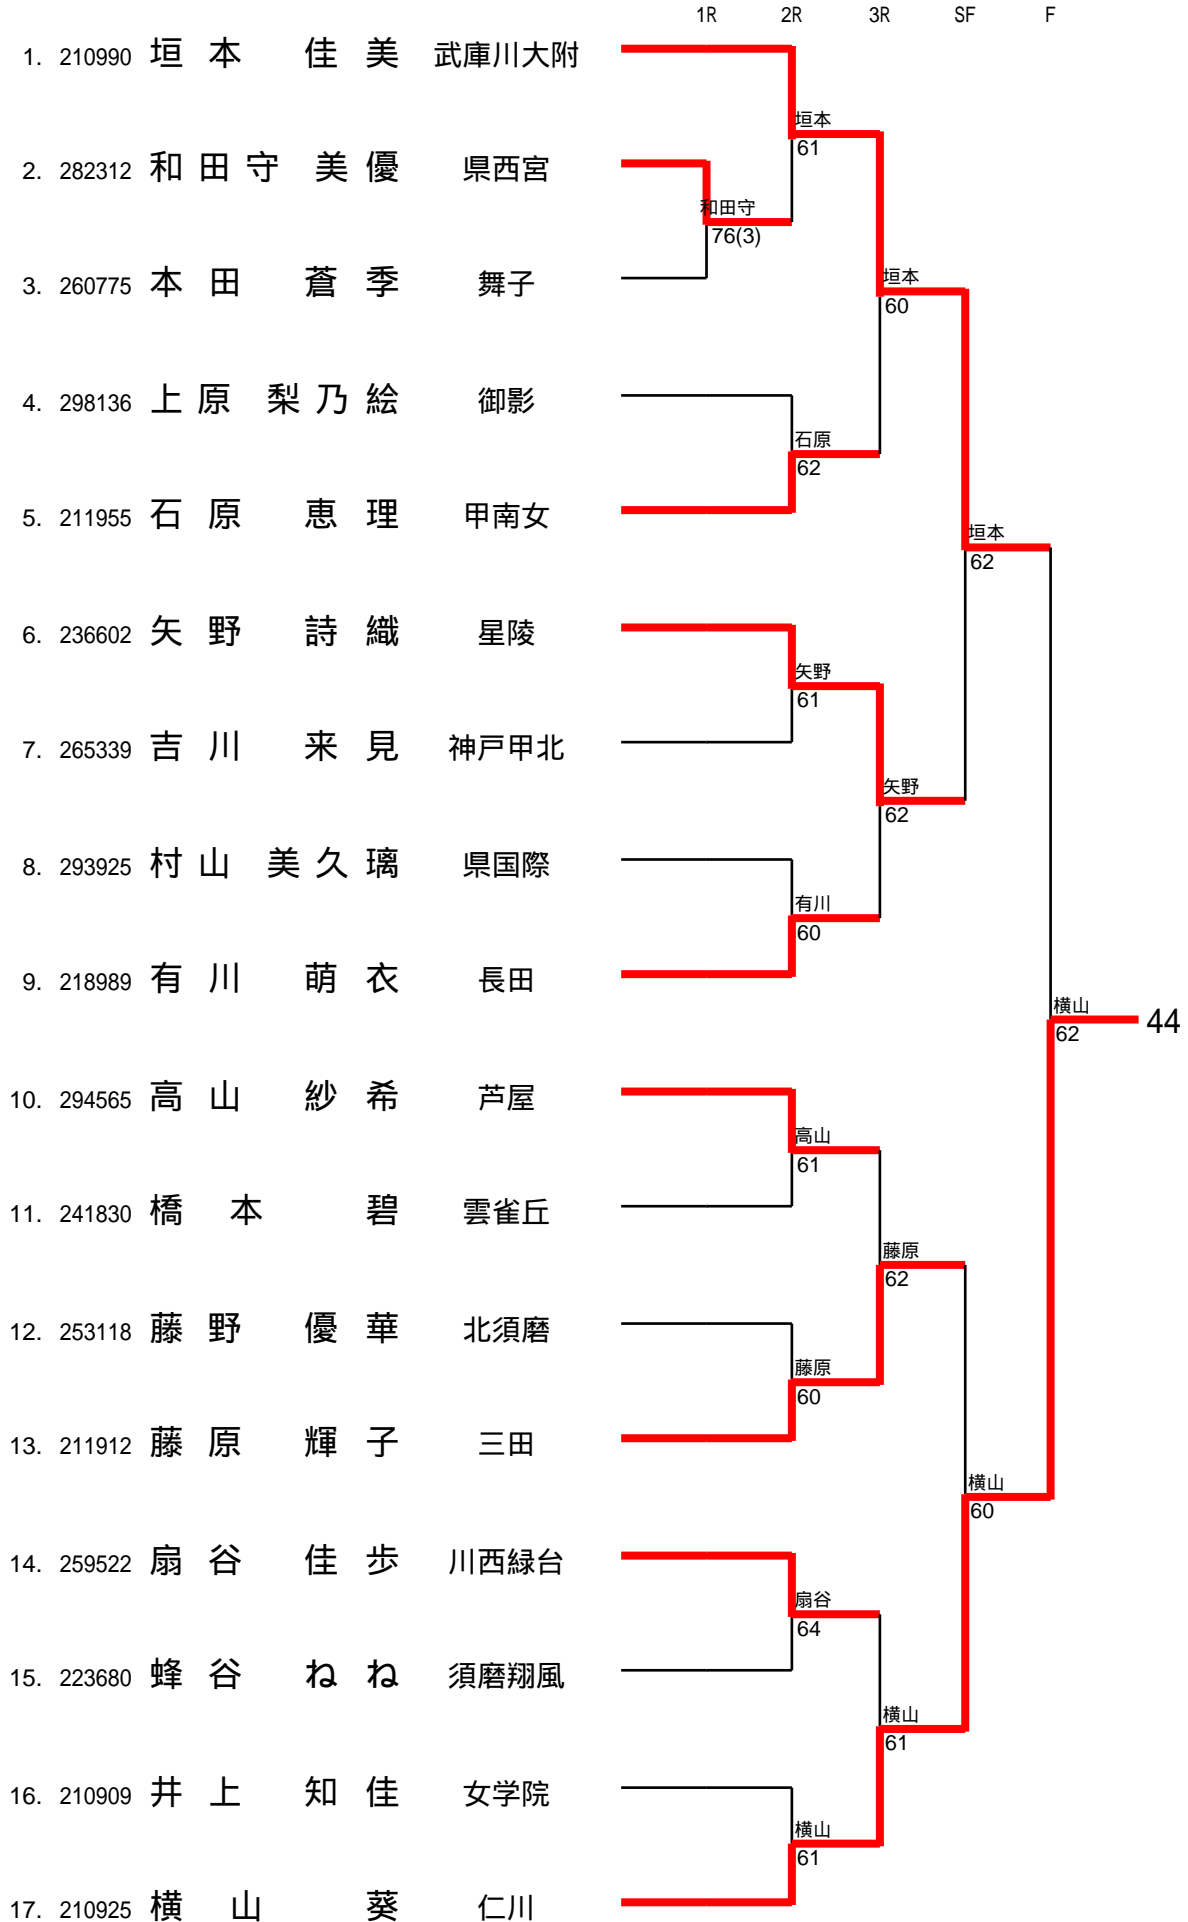 1R 2R 3R SF F
1. 210990 垣本 佳美 武庫川大附
垣本
61
2. 282312 和田守 美優 県西宮
和田守
76(3)
3. 260775 本田 蒼季 舞子
垣本
60
4. 298136 上原 梨乃絵 御影
石原
62
5. 211955 石原 恵理 甲南女
垣本
62
6. 236602 矢野 詩織 星陵
矢野
61
7. 265339 吉川 来見 神戸甲北
矢野
62
8. 293925 村山 美久璃 県国際
有川
60
9. 218989 有川 萌衣 長田
横山
62
44
10. 294565 高山 紗希 芦屋
高山
61
11. 241830 橋本 碧 雲雀丘
藤原
62
12. 253118 藤野 優華 北須磨
藤原
60
13. 211912 藤原 輝子 三田
横山
60
14. 259522 扇谷 佳歩 川西緑台
扇谷
64
15. 223680 蜂谷 ねね 須磨翔風
横山
61
16. 210909 井上 知佳 女学院
横山
61
17. 210925 横山 葵 仁川